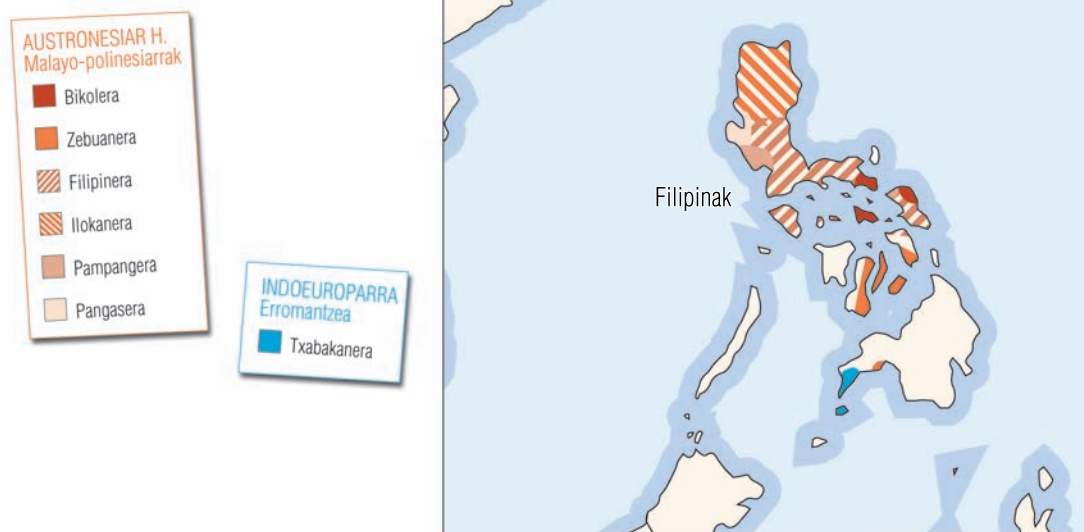 AUSTRONESIAR H.
Malayo-polinesiarrak
Bikolera
Zebuanera
Filipinera
Ilokanera
Pampangera
Pangasera
INDOEUROPARRA
Erromantzea
Txabakanera
Filipinak